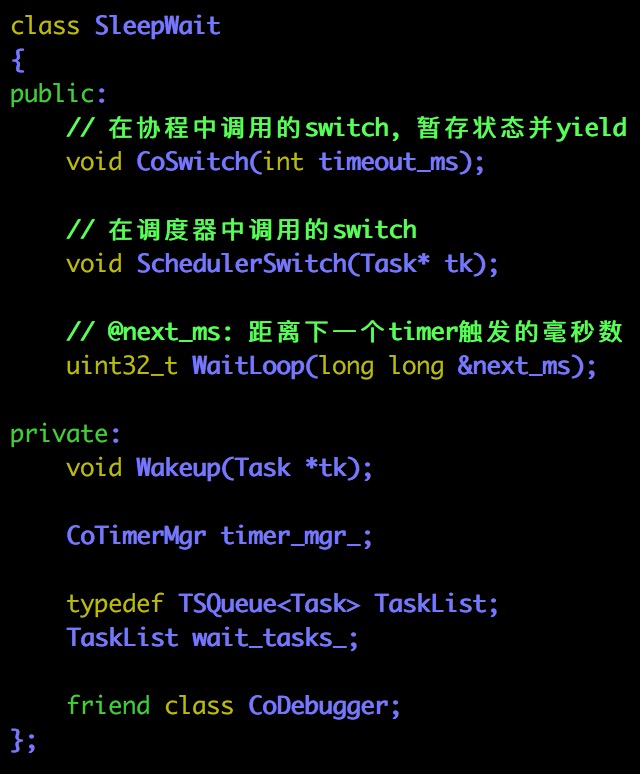 class SleepWait
{
public:
    // 在协程中调用的switch, 暂存状态并yield
    void CoSwitch(int timeout_ms);
    // 在调度器中调用的switch
    void SchedulerSwitch(Task* tk);
    // @next_ms: 距离下一个timer触发的毫秒数
    uint32_t WaitLoop(long long &next_ms);
private:
    void Wakeup(Task *tk);
    CoTimerMgr timer_mgr_;
    typedef TSQueue<Task> TaskList;
    TaskList wait_tasks_;
    friend class CoDebugger;
};